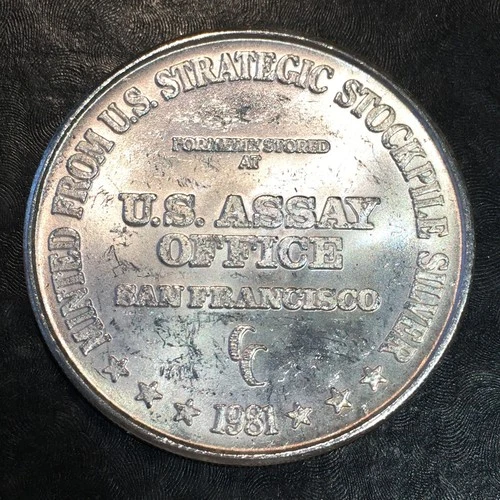 MINTED FROM U.S. STRATEGIC STOCKPILE SILVER
FORMERLY STORED
AT
U.S. ASSAY
OFFICE
SAN FRANCISCO
CC
1981